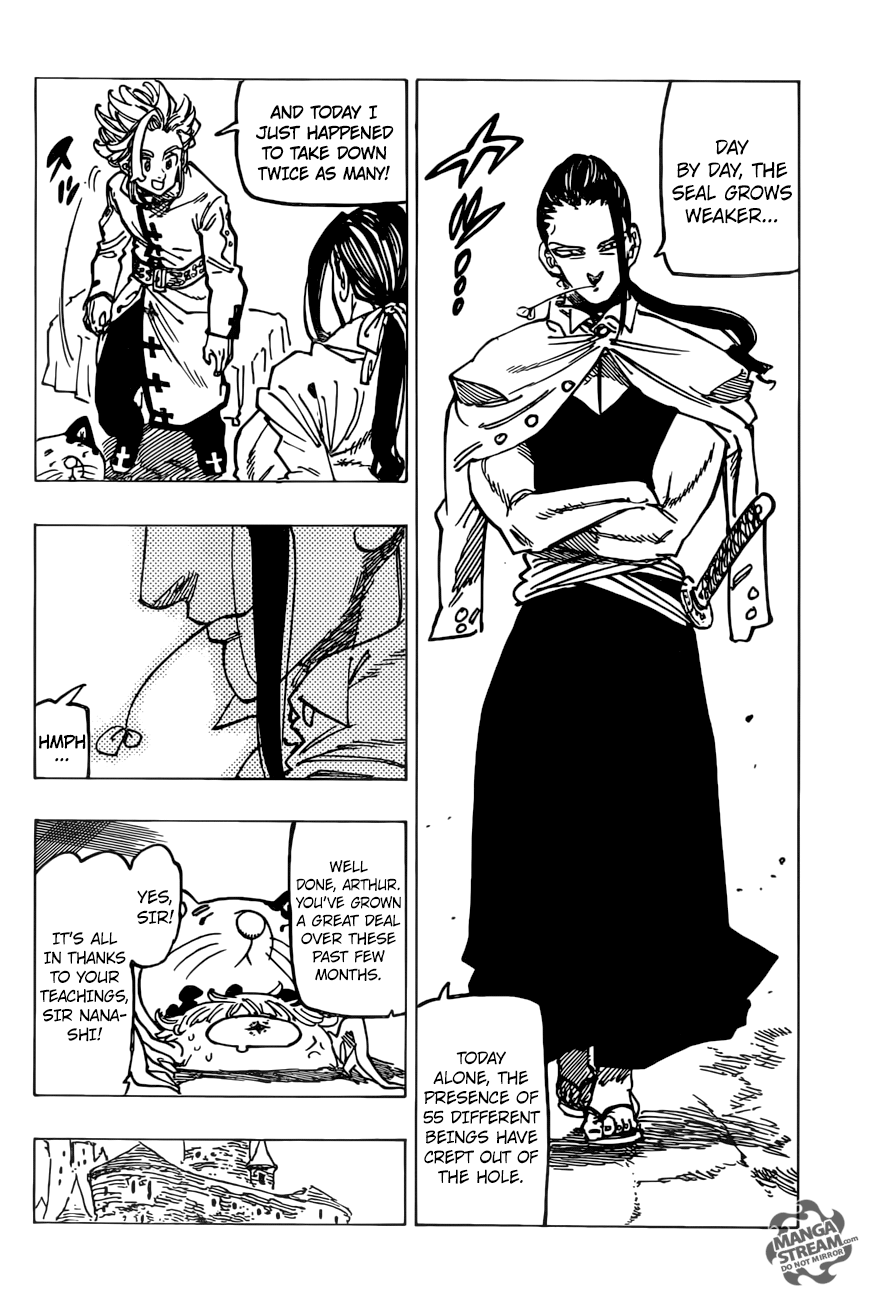 DAY
BY DAY, THE
SEAL GROWS
WEAKER...
TODAY
ALONE, THE
PRESENCE OF
55 DIFFERENT
BEINGS HAVE
CREPT OUT OF
THE HOLE.
AND TODAY I
JUST HAPPENED
TO TAKE DOWN
TWICE AS MANY!
HMPH
...
WELL
DONE, ARTHUR.
YOU'VE GROWN
A GREAT DEAL
OVER THESE
PAST FEW
MONTHS.
YES,
SIR!
IT'S ALL
IN THANKS
TO YOUR
TEACHINGS,
SIR NANA-
SHI!
MANGA
STREAM.com
DO NOT MIRROR